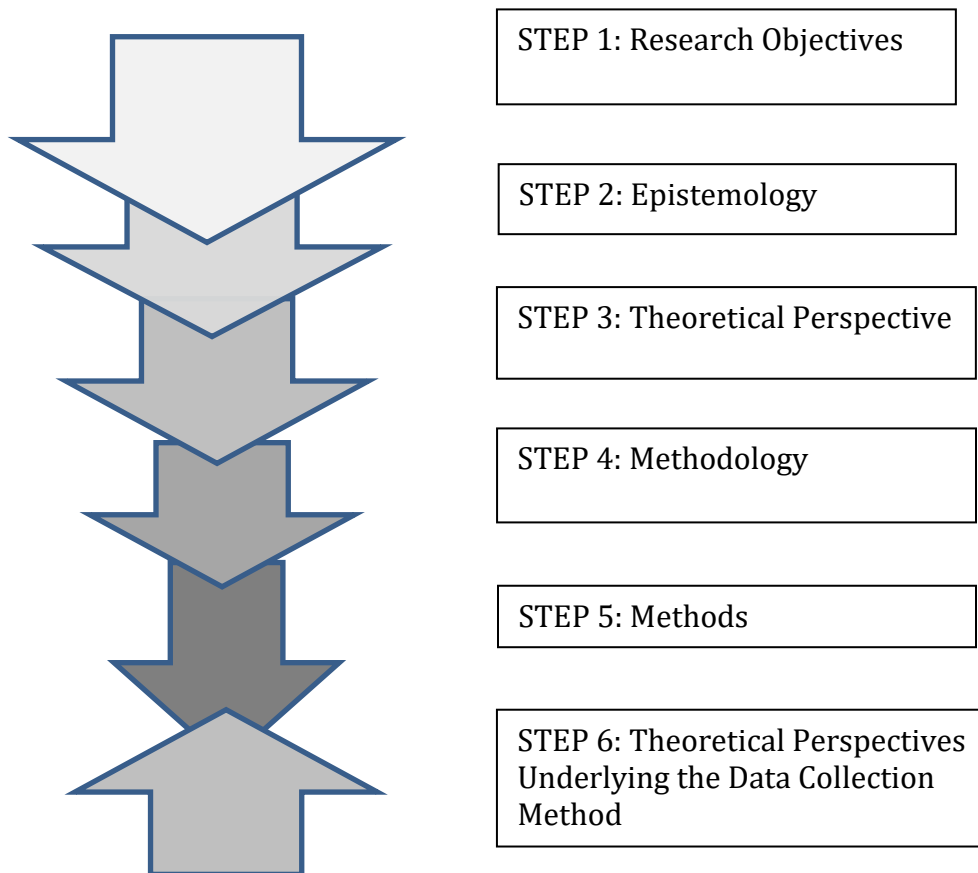 STEP 1: Research Objectives
STEP 2: Epistemology
STEP 3: Theoretical Perspective
STEP 4: Methodology
STEP 5: Methods
STEP 6: Theoretical Perspectives
Underlying the Data Collection
Method